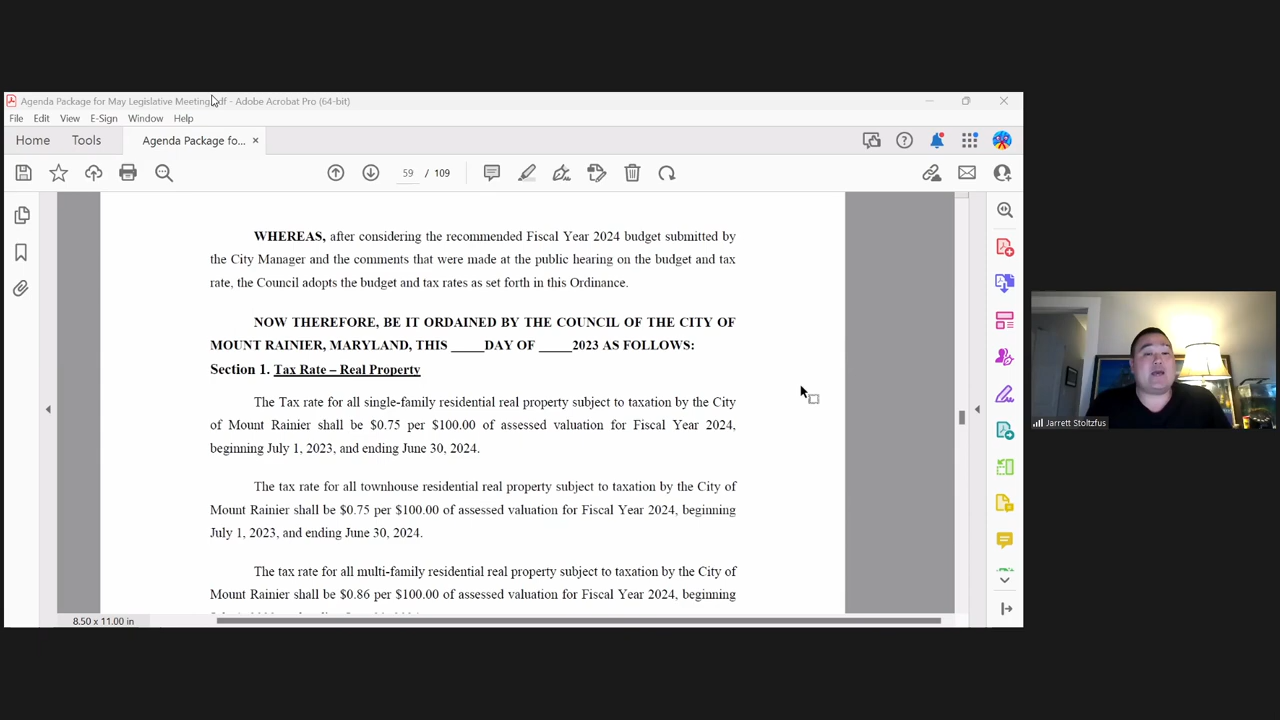 Agenda Package for May Legislative Meeting.pdf - Adobe Acrobat Pro (64-bit)
File Edit View E-Sign Window Help
Home Tools Agenda Package fo... ×
59 / 109
WHEREAS, after considering the recommended Fiscal Year 2024 budget submitted by
the City Manager and the comments that were made at the public hearing on the budget and tax
rate, the Council adopts the budget and tax rates as set forth in this Ordinance.
NOW THEREFORE, BE IT ORDAINED BY THE COUNCIL OF THE CITY OF
MOUNT RAINIER, MARYLAND, THIS _____DAY OF _____2023 AS FOLLOWS:
Section 1. Tax Rate – Real Property
The Tax rate for all single-family residential real property subject to taxation by the City
of Mount Rainier shall be $0.75 per $100.00 of assessed valuation for Fiscal Year 2024,
beginning July 1, 2023, and ending June 30, 2024.
The tax rate for all townhouse residential real property subject to taxation by the City of
Mount Rainier shall be $0.75 per $100.00 of assessed valuation for Fiscal Year 2024, beginning
July 1, 2023, and ending June 30, 2024.
The tax rate for all multi-family residential real property subject to taxation by the City of
Mount Rainier shall be $0.86 per $100.00 of assessed valuation for Fiscal Year 2024, beginning
8.50 x 11.00 in
Jarrett Stoltzfus